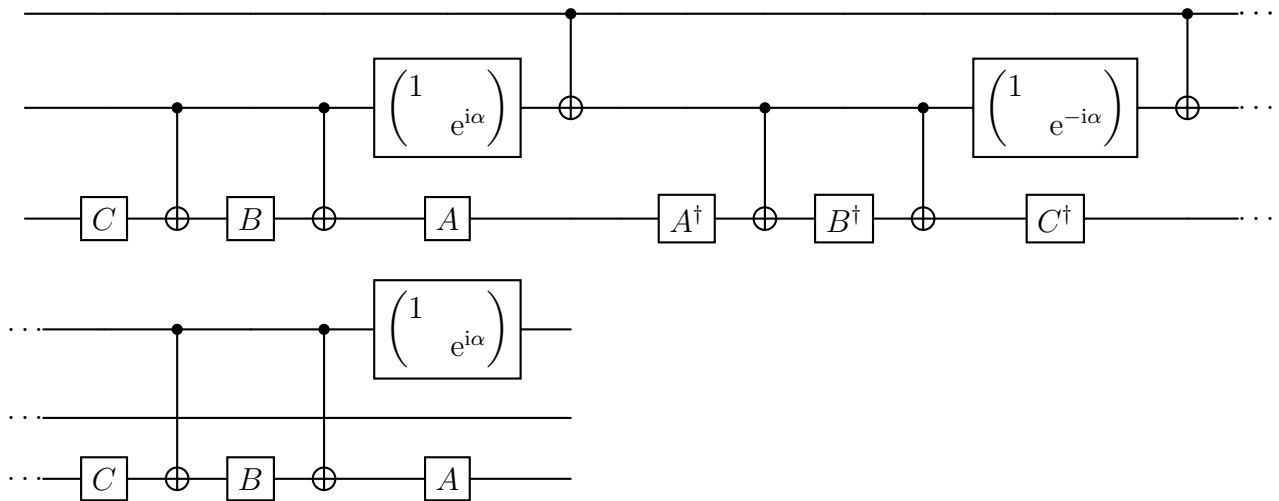 · · ·
( 1 e^{iα} ) ( 1 e^{−iα} ) · · ·
C B A A† B† C† · · ·
· · · ( 1 e^{iα} )
· · ·
· · · C B A